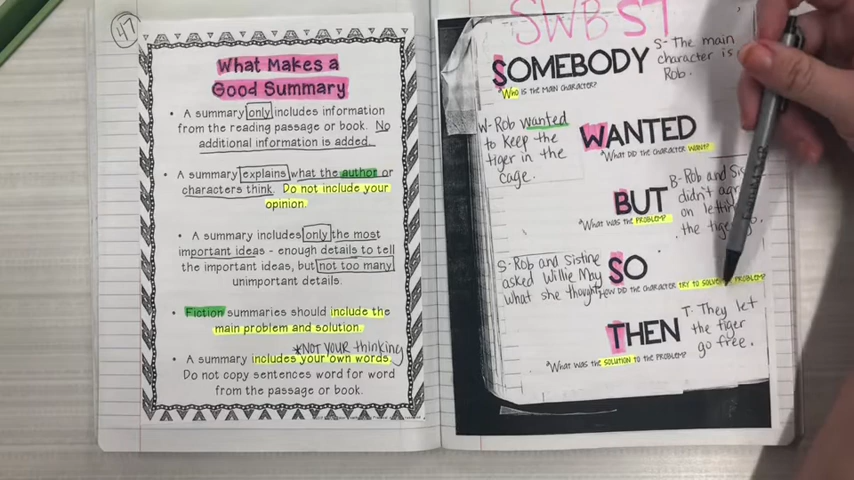 47
What Makes a
Good Summary
• A summary only includes information
from the reading passage or book. No
additional information is added.
• A summary explains what the author or
characters think. Do not include your
opinion.
• A summary includes only the most
important ideas - enough details to tell
the important ideas, but not too many
unimportant details.
• Fiction summaries should include the
main problem and solution.
*NOT YOUR thinking
• A summary includes your own words.
Do not copy sentences word for word
from the passage or book.
SWBST
SOMEBODY
*Who is the main character?
S- The main
character is
Rob.
W- Rob wanted
to keep the
tiger in the
cage.
WANTED
*What did the character want?
BUT
*What was the problem?
B- Rob and
didn't
on
the tiger
S- Rob and Sistine
asked Willie May
what she thought.
SO
How did the character try to solve problem?
THEN
*What was the solution to the problem?
T- They let
the tiger
go free.